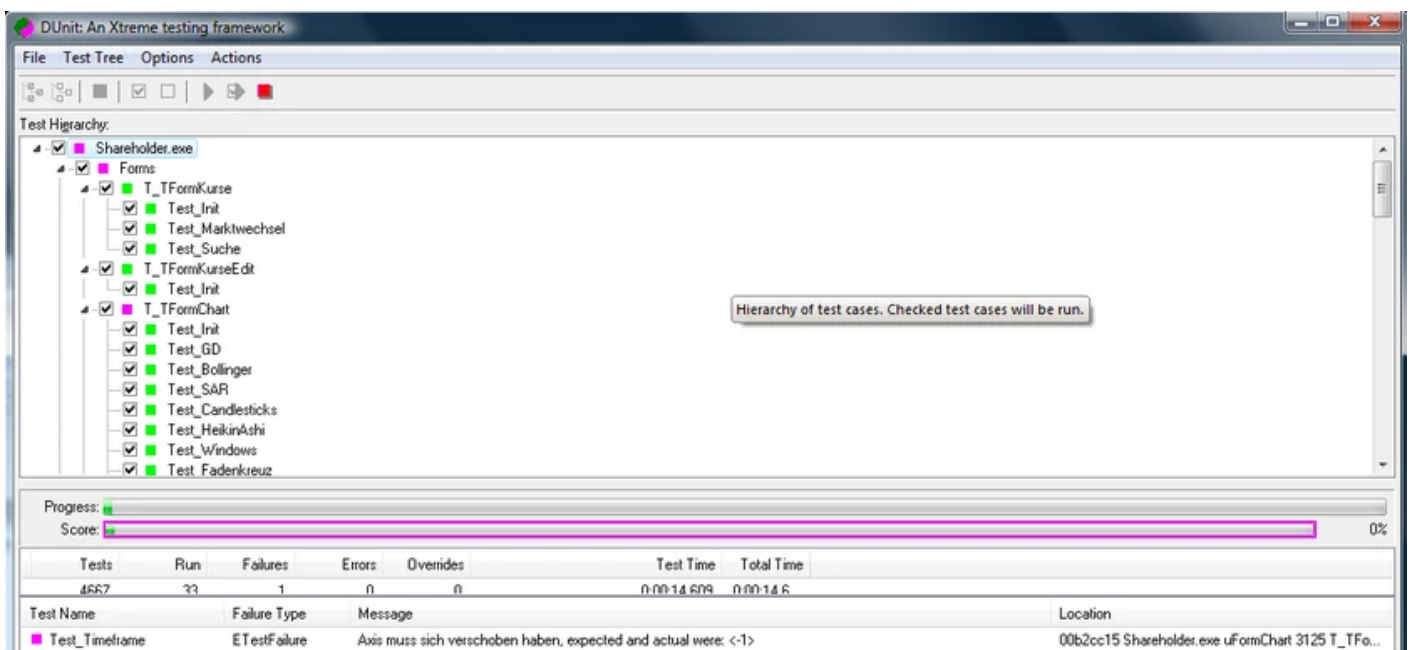 DUnit: An Xtreme testing framework
File Test Tree Options Actions
Test Hierarchy:
Shareholder.exe
Forms
T_TFormKurse
Test_Init
Test_Marktwechsel
Test_Suche
T_TFormKurseEdit
Test_Init
T_TFormChart
Hierarchy of test cases. Checked test cases will be run.
Test_Init
Test_GD
Test_Bollinger
Test_SAR
Test_Candlesticks
Test_HeikinAshi
Test_Windows
Test_Fadenkreuz
Progress:
Score: 0%
Tests Run Failures Errors Overrides Test Time Total Time
4667 33 1 0 0 0:00:14.609 0:00:14.6
Test Name Failure Type Message Location
Test_Timeframe ETestFailure Axis muss sich verschoben haben, expected and actual were: <-1> 00b2cc15 Shareholder.exe uFormChart 3125 T_TFo...